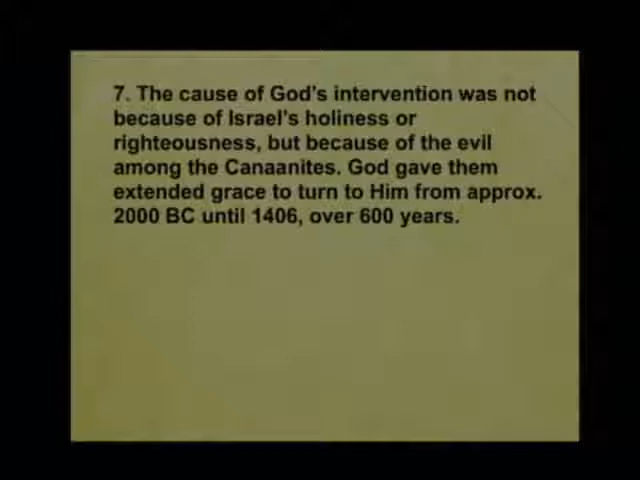 7. The cause of God's intervention was not
because of Israel's holiness or
righteousness, but because of the evil
among the Canaanites. God gave them
extended grace to turn to Him from approx.
2000 BC until 1406, over 600 years.